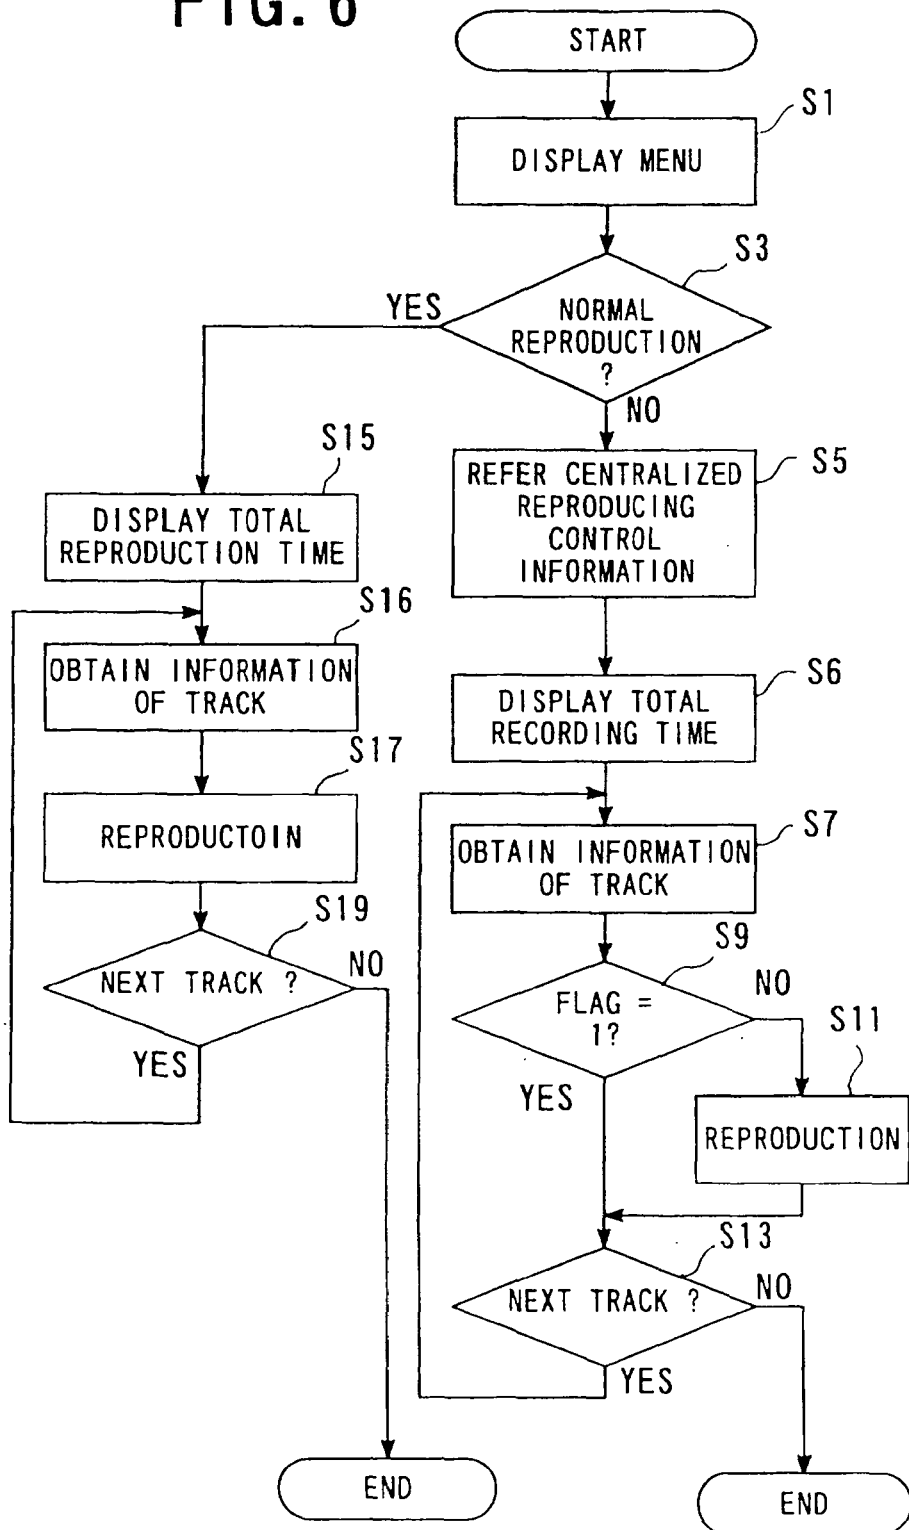 FIG. 6
START
S1
DISPLAY MENU
S3
YES
NORMAL
REPRODUCTION
?
NO
S15
DISPLAY TOTAL
REPRODUCTION TIME
S5
REFER CENTRALIZED
REPRODUCING
CONTROL
INFORMATION
S16
OBTAIN INFORMATION
OF TRACK
S6
DISPLAY TOTAL
RECORDING TIME
S17
REPRODUCTOIN
S7
OBTAIN INFORMATION
OF TRACK
S19
NEXT TRACK ?
NO
YES
S9
FLAG =
1?
NO
YES
S11
REPRODUCTION
S13
NEXT TRACK ?
NO
YES
END
END